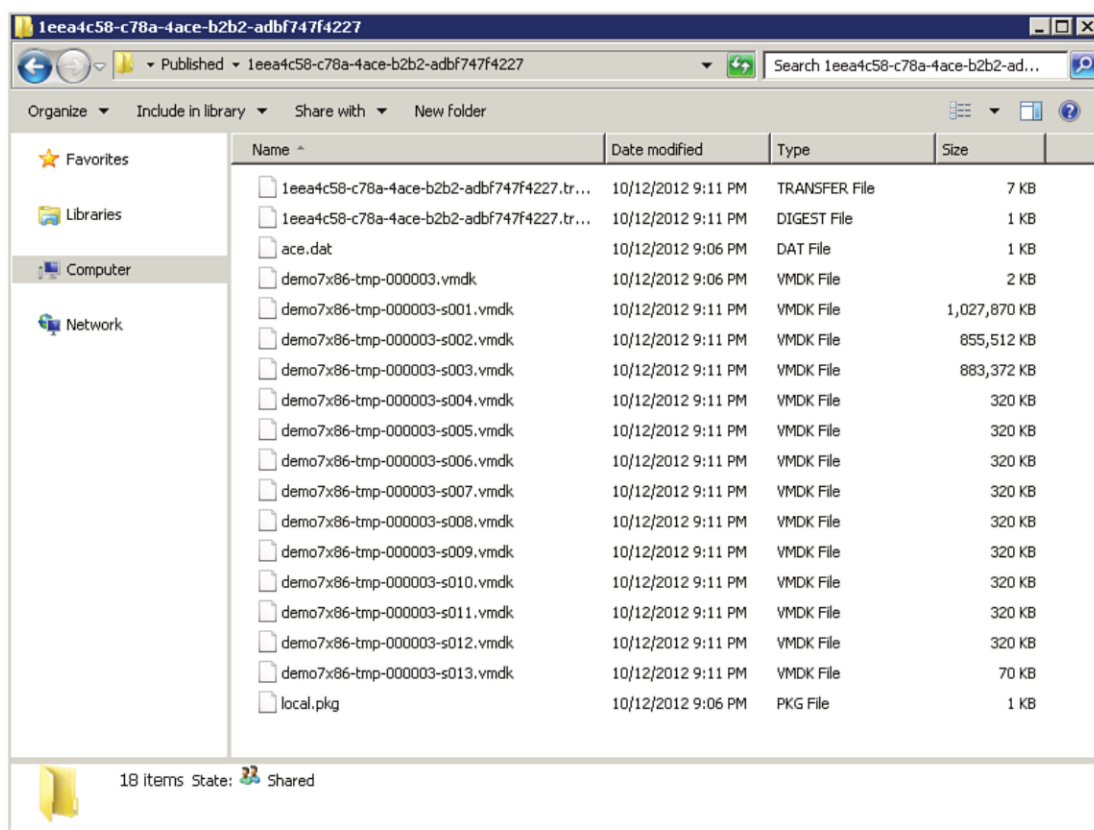 1eea4c58-c78a-4ace-b2b2-adbf747f4227
Published 1eea4c58-c78a-4ace-b2b2-adbf747f4227 Search 1eea4c58-c78a-4ace-b2b2-ad...
Organize Include in library Share with New folder
Favorites
Libraries
Computer
Network
Name Date modified Type Size
1eea4c58-c78a-4ace-b2b2-adbf747f4227.tr... 10/12/2012 9:11 PM TRANSFER File 7 KB
1eea4c58-c78a-4ace-b2b2-adbf747f4227.tr... 10/12/2012 9:11 PM DIGEST File 1 KB
ace.dat 10/12/2012 9:06 PM DAT File 1 KB
demo7x86-tmp-000003.vmdk 10/12/2012 9:06 PM VMDK File 2 KB
demo7x86-tmp-000003-s001.vmdk 10/12/2012 9:11 PM VMDK File 1,027,870 KB
demo7x86-tmp-000003-s002.vmdk 10/12/2012 9:11 PM VMDK File 855,512 KB
demo7x86-tmp-000003-s003.vmdk 10/12/2012 9:11 PM VMDK File 883,372 KB
demo7x86-tmp-000003-s004.vmdk 10/12/2012 9:11 PM VMDK File 320 KB
demo7x86-tmp-000003-s005.vmdk 10/12/2012 9:11 PM VMDK File 320 KB
demo7x86-tmp-000003-s006.vmdk 10/12/2012 9:11 PM VMDK File 320 KB
demo7x86-tmp-000003-s007.vmdk 10/12/2012 9:11 PM VMDK File 320 KB
demo7x86-tmp-000003-s008.vmdk 10/12/2012 9:11 PM VMDK File 320 KB
demo7x86-tmp-000003-s009.vmdk 10/12/2012 9:11 PM VMDK File 320 KB
demo7x86-tmp-000003-s010.vmdk 10/12/2012 9:11 PM VMDK File 320 KB
demo7x86-tmp-000003-s011.vmdk 10/12/2012 9:11 PM VMDK File 320 KB
demo7x86-tmp-000003-s012.vmdk 10/12/2012 9:11 PM VMDK File 320 KB
demo7x86-tmp-000003-s013.vmdk 10/12/2012 9:11 PM VMDK File 70 KB
local.pkg 10/12/2012 9:06 PM PKG File 1 KB
18 items State: Shared